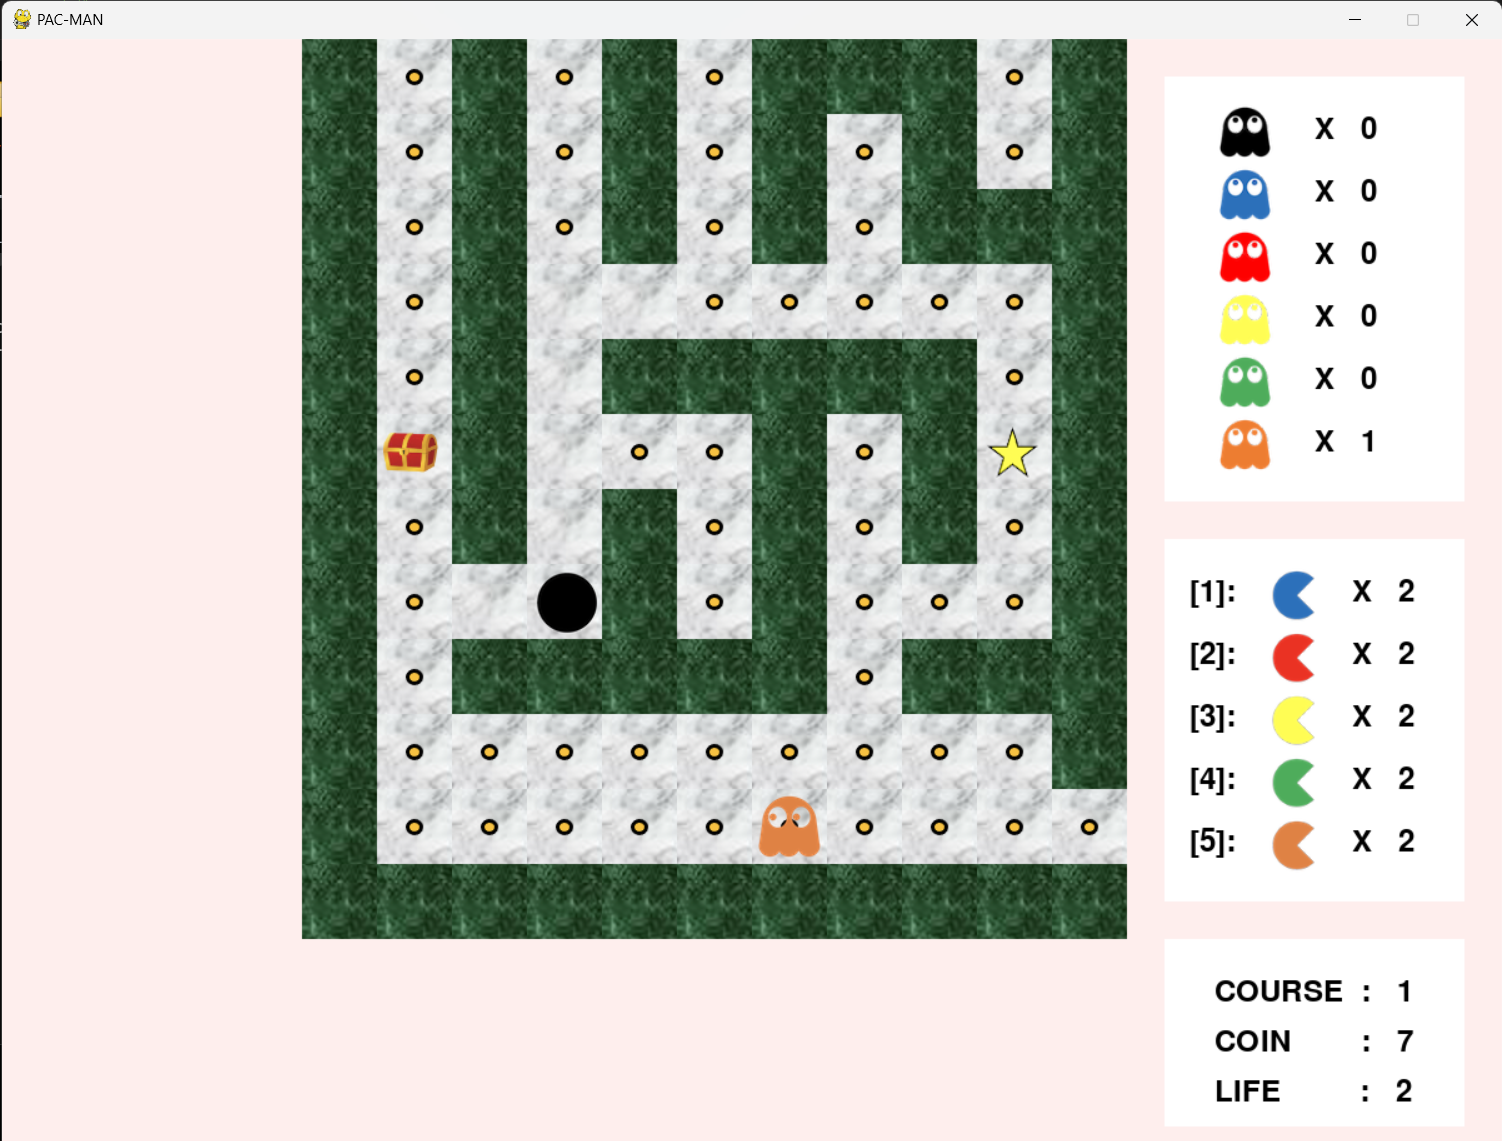 PAC-MAN
X 0
X 0
X 0
X 0
X 0
X 1
[1]: X 2
[2]: X 2
[3]: X 2
[4]: X 2
[5]: X 2
COURSE : 1
COIN : 7
LIFE : 2